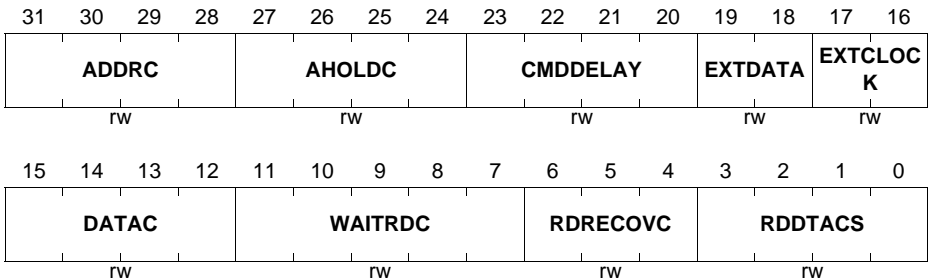 31 30 29 28 27 26 25 24 23 22 21 20 19 18 17 16
ADDRC AHOLDC CMDDELAY EXTDATA EXTCLOC
K
rw rw rw rw rw
15 14 13 12 11 10 9 8 7 6 5 4 3 2 1 0
DATAC WAITRDC RDRECOVC RDDTACS
rw rw rw rw